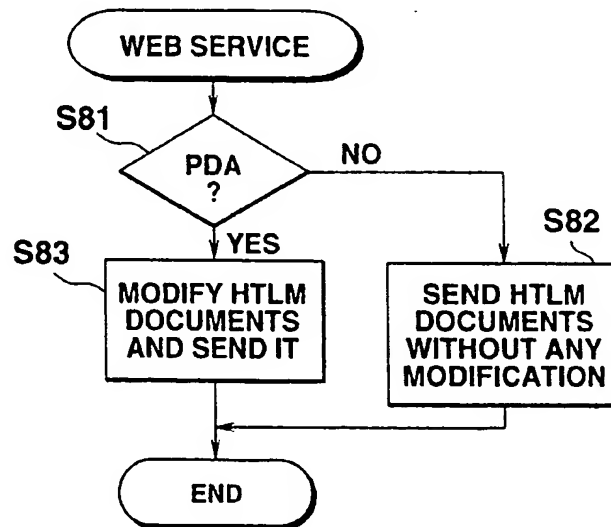 WEB SERVICE
S81
PDA
?
NO
YES
S83
MODIFY HTLM
DOCUMENTS
AND SEND IT
S82
SEND HTLM
DOCUMENTS
WITHOUT ANY
MODIFICATION
END